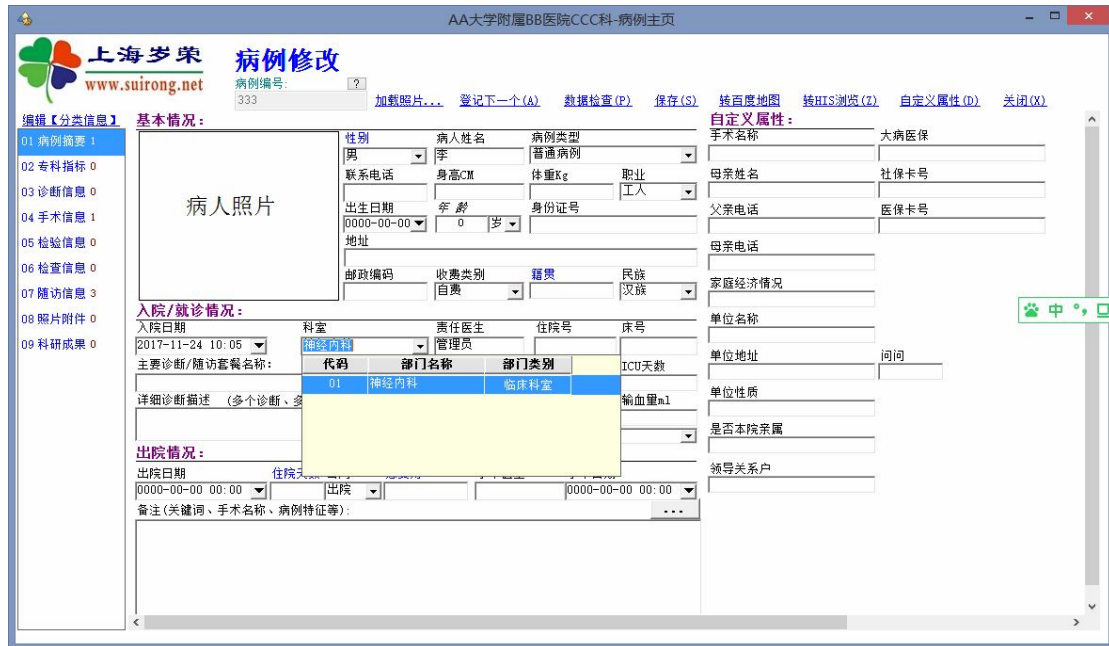 AA大学附属BB医院CCC科-病例主页
上海岁荣
www.suirong.net
病例修改
病例编号:
?
333
加载照片... 登记下一个(A) 数据检查(P) 保存(S) 转百度地图 转HIS浏览(Z) 自定义属性(D) 关闭(X)
编辑【分类信息】
01 病例摘要 1
02 专科指标 0
03 诊断信息 0
04 手术信息 1
05 检验信息 0
06 检查信息 0
07 随访信息 3
08 照片附件 0
09 科研成果 0
基本情况:
病人照片
性别 病人姓名 病例类型
男 李 普通病例
联系电话 身高CM 体重Kg 职业
工人
出生日期 年龄 身份证号
0000-00-00 0 岁
地址
邮政编码 收费类别 籍贯 民族
自费 汉族
入院/就诊情况:
入院日期 科室 责任医生 住院号 床号
2017-11-24 10:05 神经内科 管理员
主要诊断/随访套餐名称:
代码 部门名称 部门类别
01 神经内科 临床科室
ICU天数
详细诊断描述 (多个诊断、多
输血量ml
出院情况:
出院日期 住院
0000-00-00 00:00 出院 0000-00-00 00:00
备注(关键词、手术名称、病例特征等):
...
自定义属性:
手术名称 大病医保
母亲姓名 社保卡号
父亲电话 医保卡号
母亲电话
家庭经济情况
单位名称
单位地址 问问
单位性质
是否本院亲属
领导关系户
中